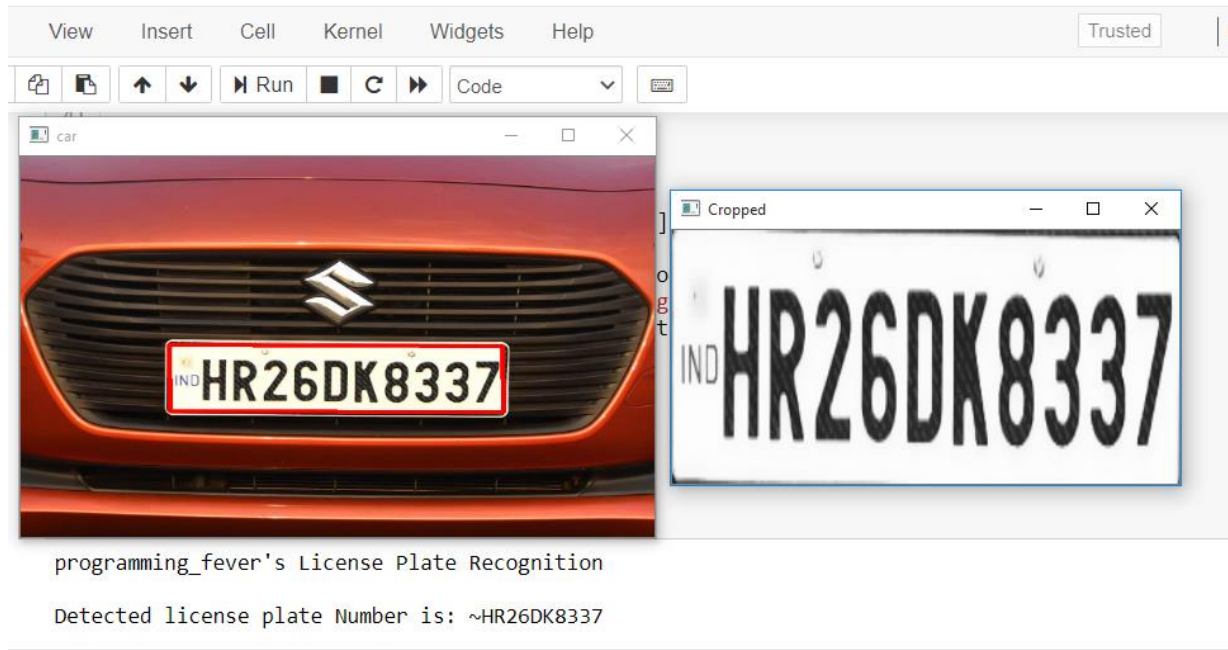 View Insert Cell Kernel Widgets Help Trusted
Run Code
car
Cropped
IND HR26DK8337
IND HR26DK8337
programming_fever's License Plate Recognition
Detected license plate Number is: ~HR26DK8337